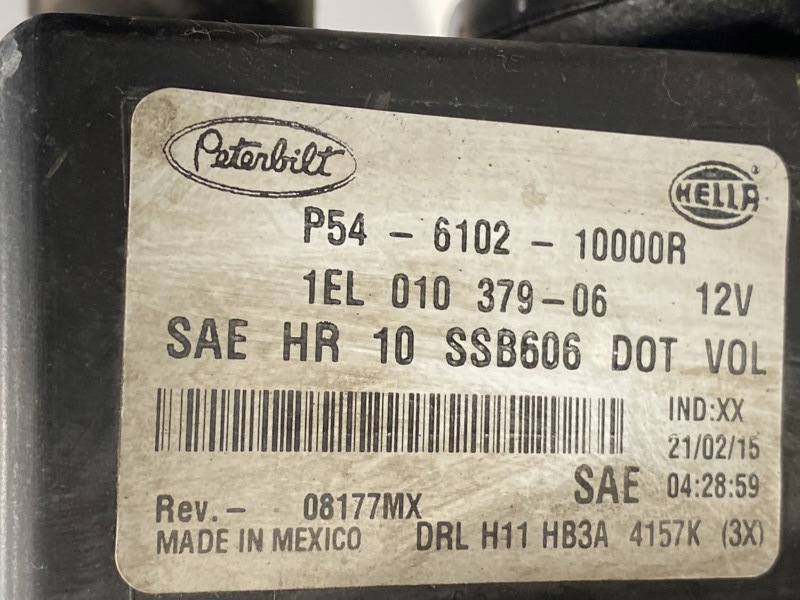 Peterbilt
HELLA
P54 - 6102 - 10000R
1EL 010 379-06 12V
SAE HR 10 SSB606 DOT VOL
IND:XX
21/02/15
SAE 04:28:59
Rev.- 08177MX
MADE IN MEXICO DRL H11 HB3A 4157K (3X)